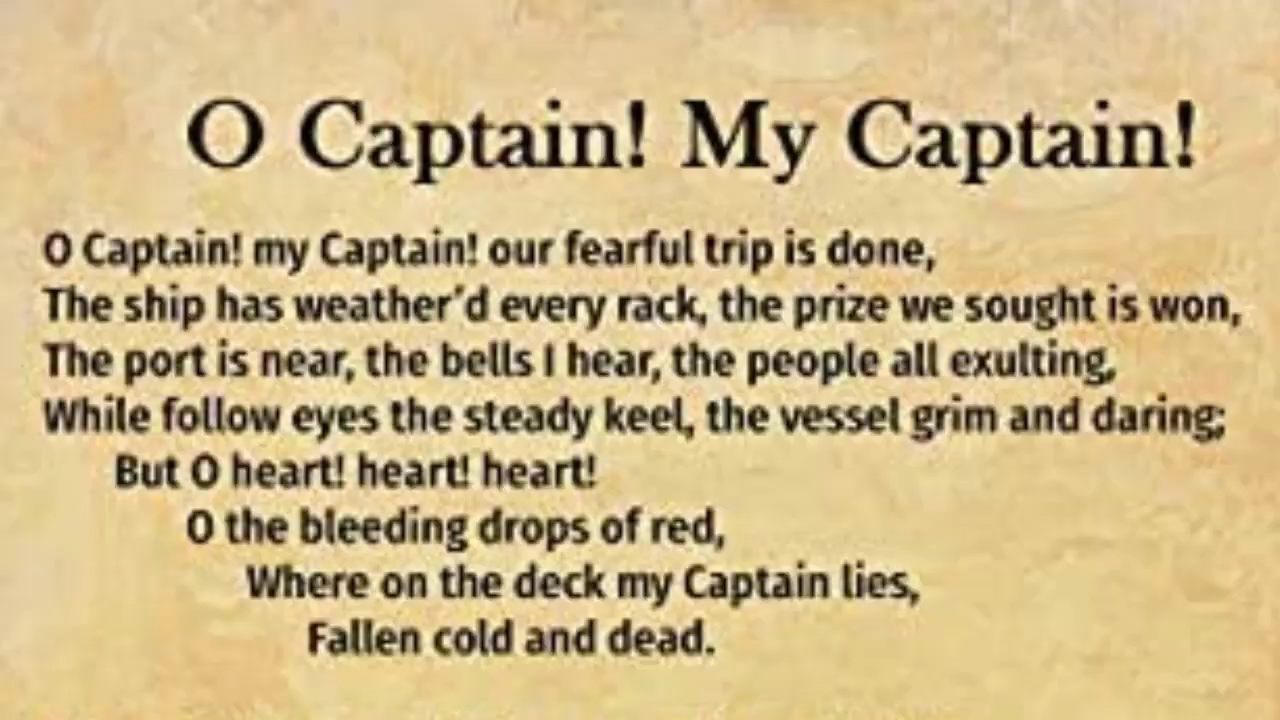 O Captain! My Captain!
O Captain! my Captain! our fearful trip is done,
The ship has weather´d every rack, the prize we sought is won,
The port is near, the bells I hear, the people all exulting,
While follow eyes the steady keel, the vessel grim and daring;
But O heart! heart! heart!
O the bleeding drops of red,
Where on the deck my Captain lies,
Fallen cold and dead.